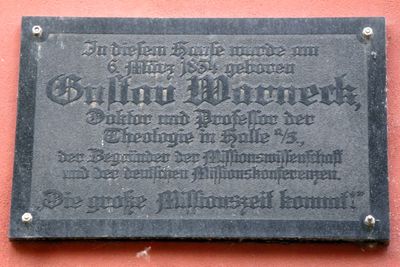 In diesem Hause wurde am
6. März 1834 geboren
Gustav Warneck,
Doktor und Professor der
Theologie in Halle a/S.,
der Begründer der Missionswissenschaft
und der deutschen Missionskonferenzen.
„Die große Missionszeit kommt!"